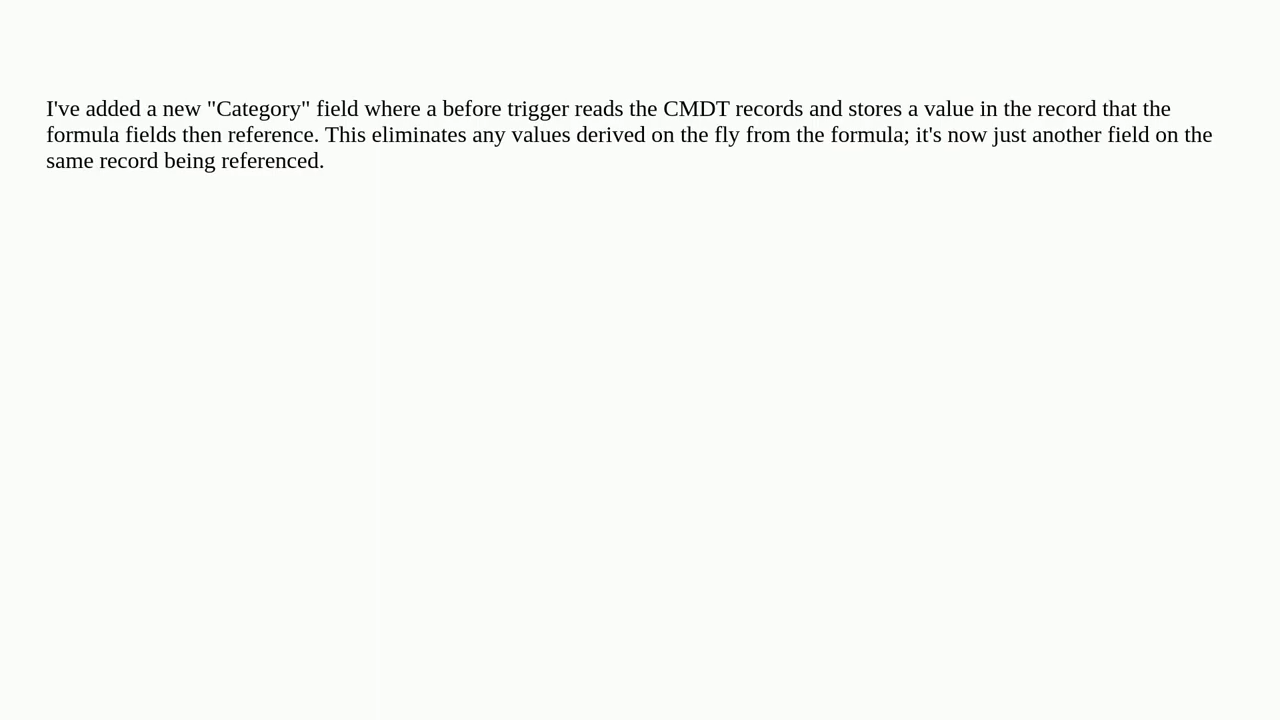 I've added a new "Category" field where a before trigger reads the CMDT records and stores a value in the record that the
formula fields then reference. This eliminates any values derived on the fly from the formula; it's now just another field on the
same record being referenced.